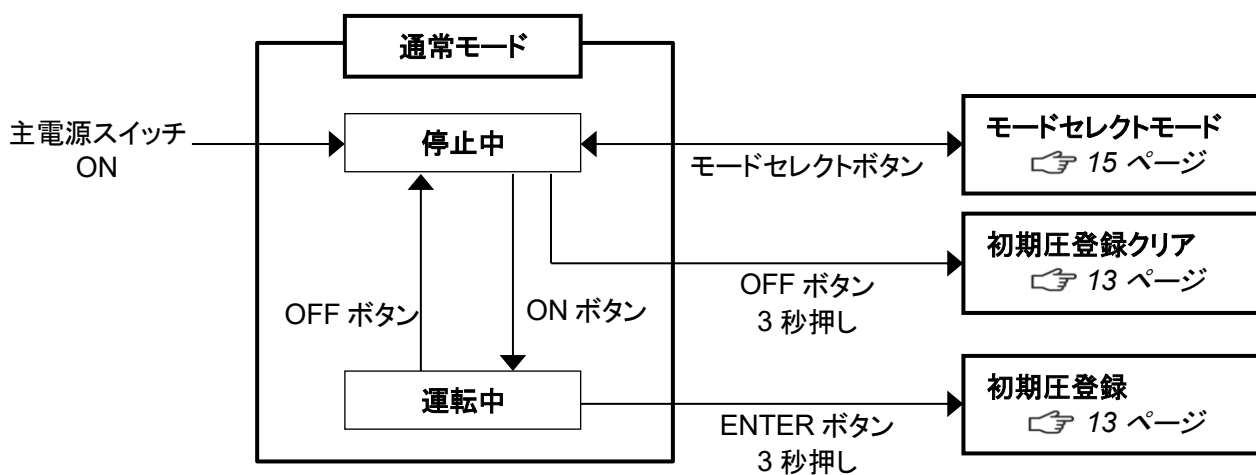 通常モード
主電源スイッチ
ON
停止中
モードセレクトボタン
モードセレクトモード
☞ 15 ページ
初期圧登録クリア
☞ 13 ページ
OFF ボタン
3 秒押し
OFF ボタン
ON ボタン
運転中
初期圧登録
☞ 13 ページ
ENTER ボタン
3 秒押し